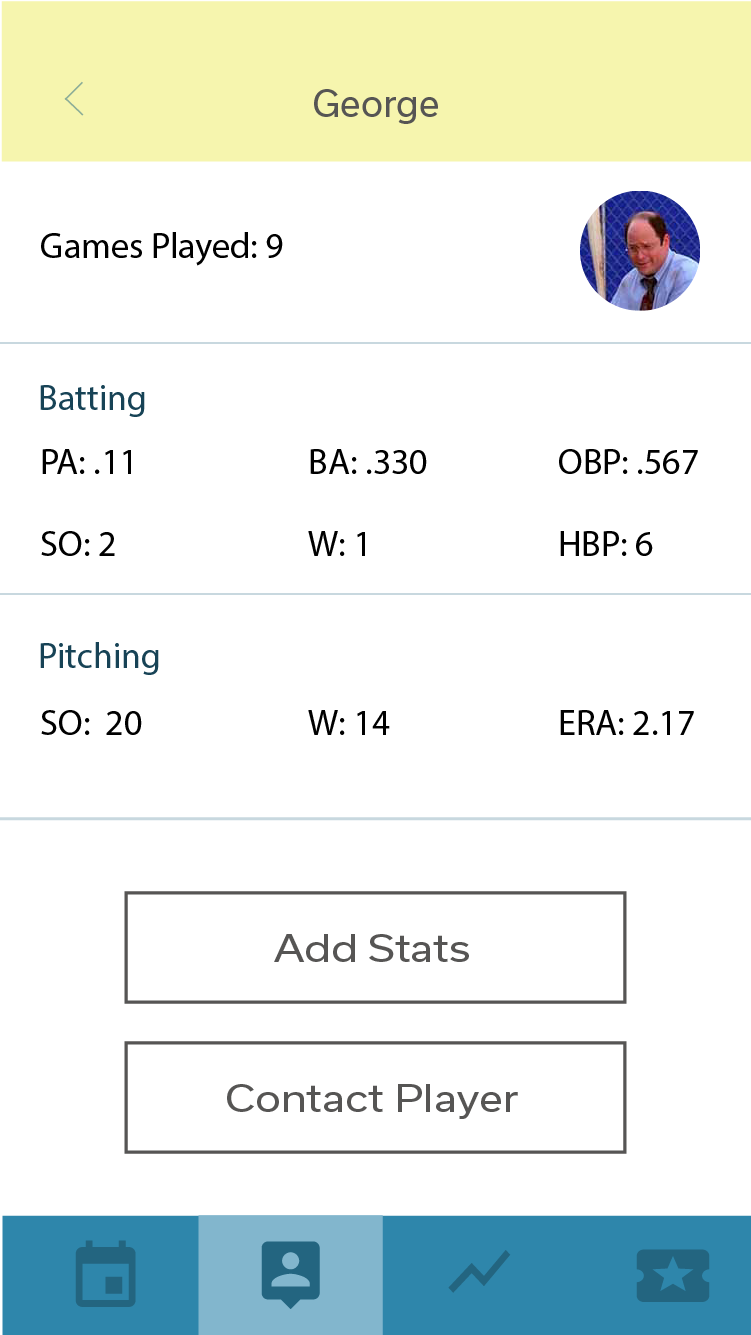 George
Games Played: 9
Batting
PA: .11 BA: .330 OBP: .567
SO: 2 W: 1 HBP: 6
Pitching
SO: 20 W: 14 ERA: 2.17
Add Stats
Contact Player